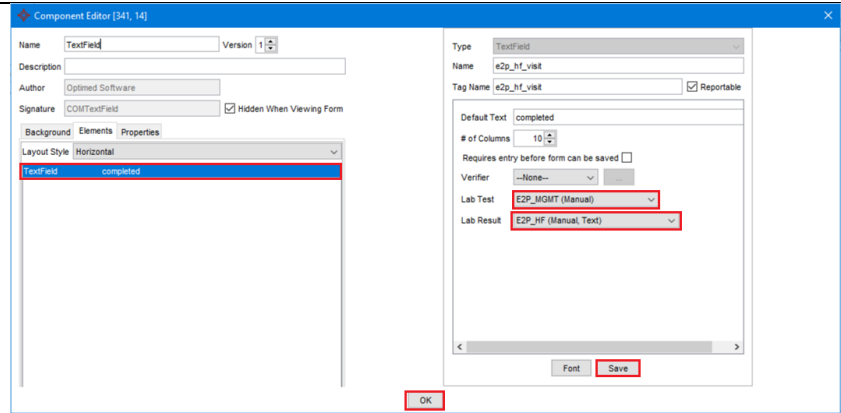 Component Editor [341, 14]
Name TextField Version 1
Description
Author Optimed Software
Signature COMTextField Hidden When Viewing Form
Background Elements Properties
Layout Style Horizontal
TextField completed
Type TextField
Name e2p_hf_visit
Tag Name e2p_hf_visit Reportable
Default Text completed
# of Columns 10
Requires entry before form can be saved
Verifier --None-- ...
Lab Test E2P_MGMT (Manual)
Lab Result E2P_HF (Manual, Text)
Font Save
OK